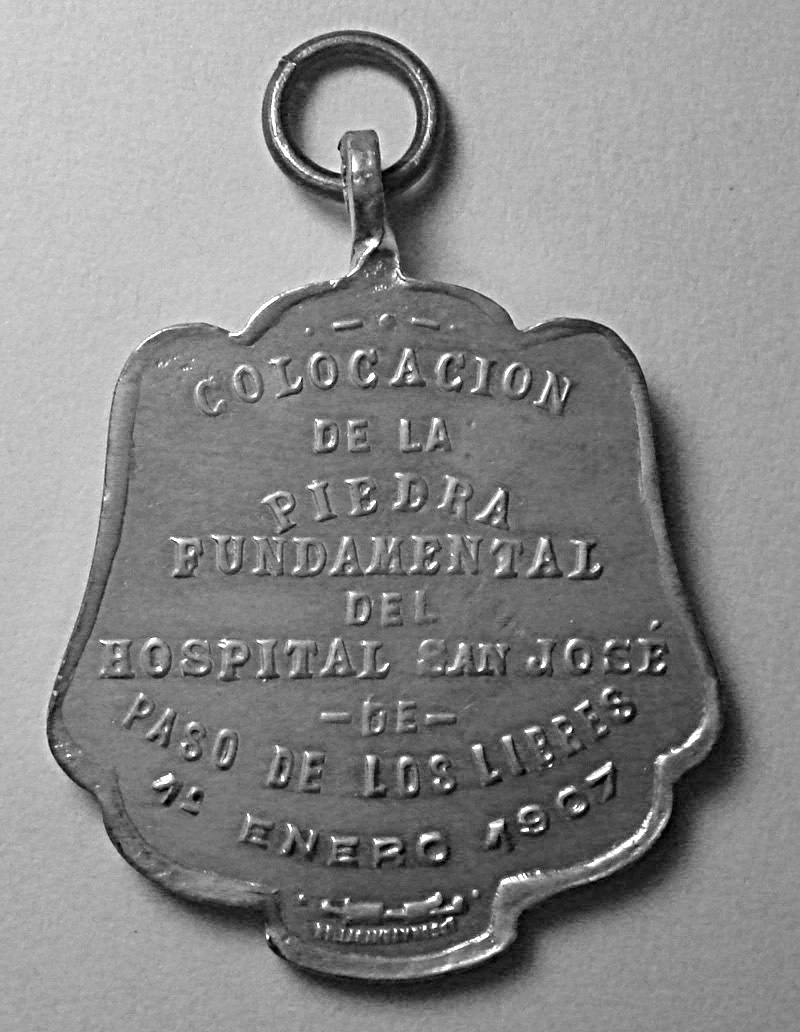 COLOCACION
DE LA
PIEDRA
FUNDAMENTAL
DEL
HOSPITAL SAN JOSÉ
— DE —
PASO DE LOS LIBRES
1º ENERO 1907